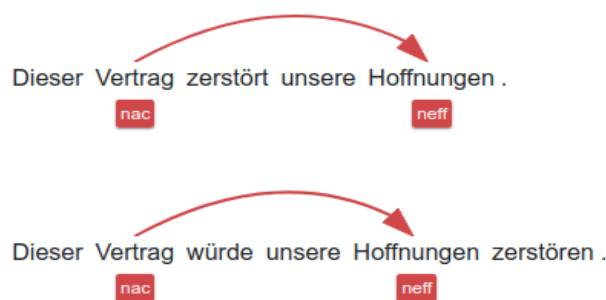 Dieser Vertrag zerstört unsere Hoffnungen .
nac neff
Dieser Vertrag würde unsere Hoffnungen zerstören .
nac neff